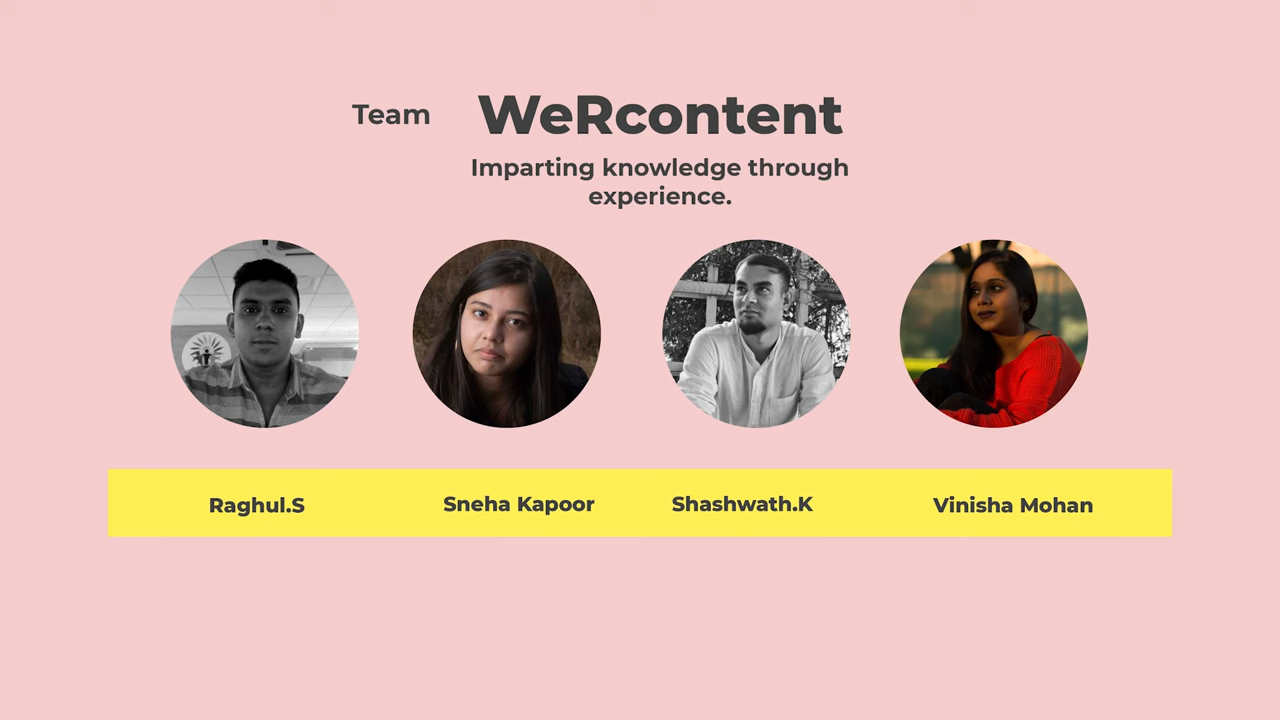 Team WeRcontent
Imparting knowledge through
experience.
Raghul.S Sneha Kapoor Shashwath.K Vinisha Mohan